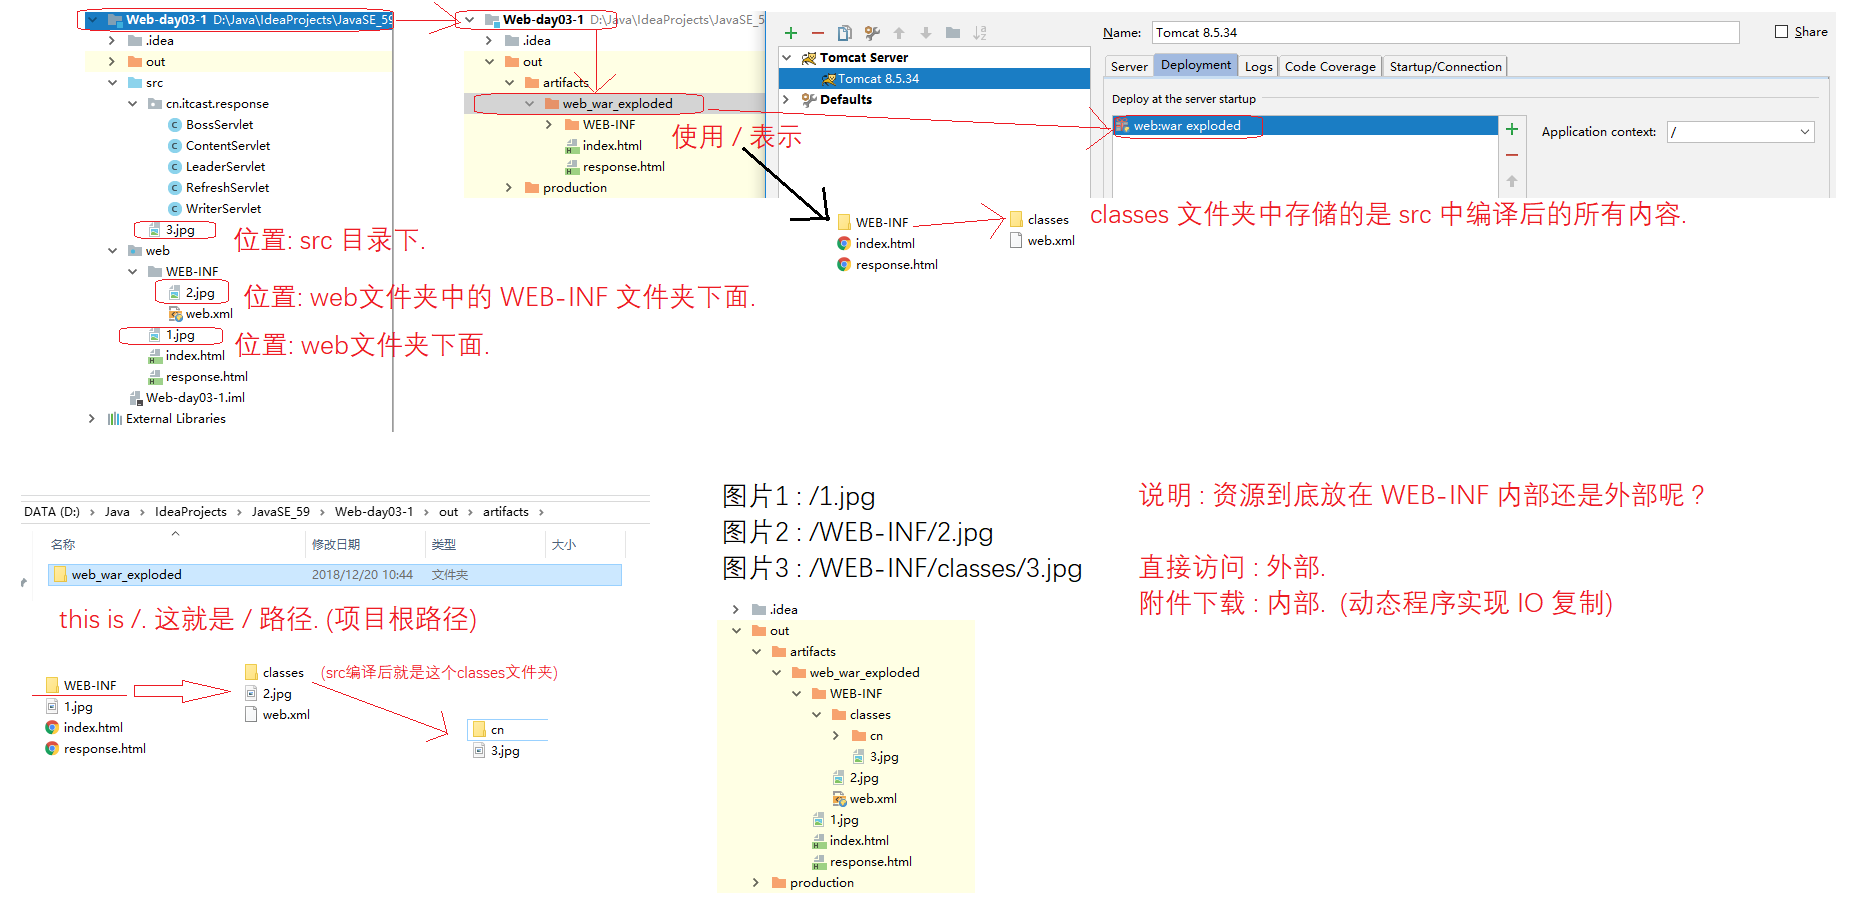 Web-day03-1 D:\Java\IdeaProjects\JavaSE_59
.idea
out
src
cn.itcast.response
BossServlet
ContentServlet
LeaderServlet
RefreshServlet
WriterServlet
3.jpg
位置: src 目录下.
web
WEB-INF
2.jpg
位置: web文件夹中的 WEB-INF 文件夹下面.
web.xml
1.jpg
位置: web文件夹下面.
index.html
response.html
Web-day03-1.iml
External Libraries
Web-day03-1 D:\Java\IdeaProjects\JavaSE_5
.idea
out
artifacts
web_war_exploded
WEB-INF
index.html
response.html
production
使用 / 表示
Tomcat Server
Tomcat 8.5.34
Defaults
Name: Tomcat 8.5.34
Share
Server Deployment Logs Code Coverage Startup/Connection
Deploy at the server startup
web:war exploded
Application context: /
WEB-INF
index.html
response.html
classes
web.xml
classes 文件夹中存储的是 src 中编译后的所有内容.
DATA (D:) › Java › IdeaProjects › JavaSE_59 › Web-day03-1 › out › artifacts ›
名称 修改日期 类型 大小
web_war_exploded 2018/12/20 10:44 文件夹
this is /. 这就是 / 路径. (项目根路径)
WEB-INF
1.jpg
index.html
response.html
classes (src编译后就是这个classes文件夹)
2.jpg
web.xml
cn
3.jpg
图片1 : /1.jpg
图片2 : /WEB-INF/2.jpg
图片3 : /WEB-INF/classes/3.jpg
.idea
out
artifacts
web_war_exploded
WEB-INF
classes
cn
3.jpg
2.jpg
web.xml
1.jpg
index.html
response.html
production
说明 : 资源到底放在 WEB-INF 内部还是外部呢 ?
直接访问 : 外部.
附件下载 : 内部. (动态程序实现 IO 复制)